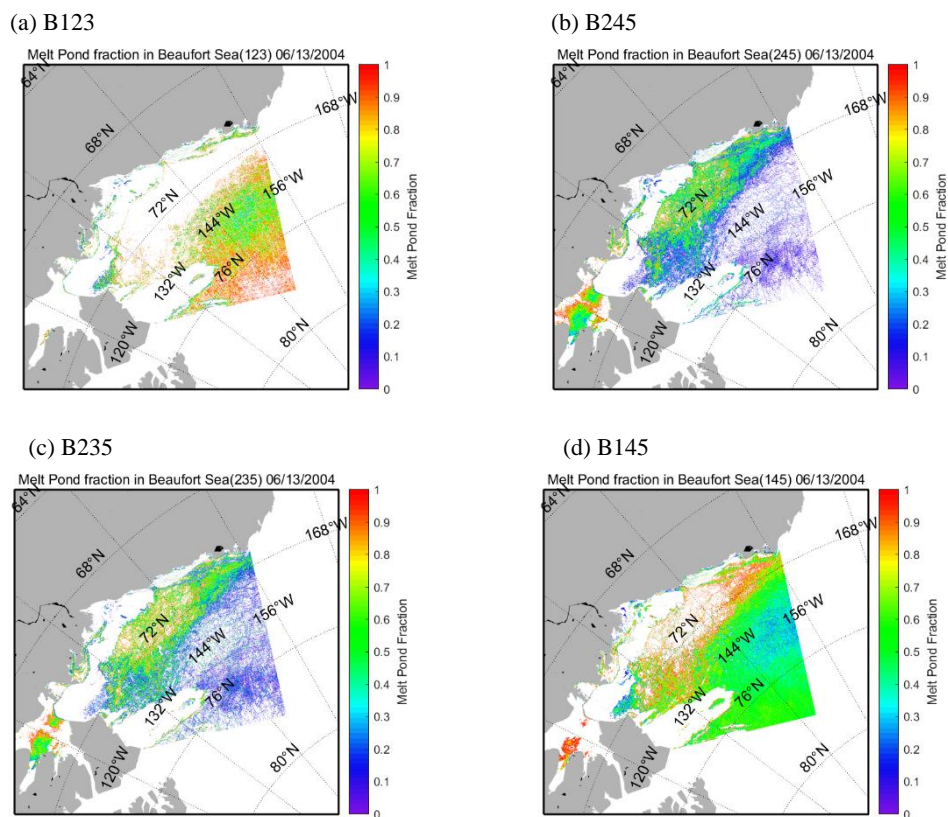 (a) B123
(b) B245
Melt Pond fraction in Beaufort Sea(123) 06/13/2004
64°N
68°N
72°N
76°N
80°N
168°W
156°W
144°W
132°W
120°W
1
0.9
0.8
0.7
0.6
0.5
0.4
0.3
0.2
0.1
0
Melt Pond Fraction
Melt Pond fraction in Beaufort Sea(245) 06/13/2004
64°N
68°N
72°N
76°N
80°N
168°W
156°W
144°W
132°W
120°W
1
0.9
0.8
0.7
0.6
0.5
0.4
0.3
0.2
0.1
0
Melt Pond Fraction
(c) B235
(d) B145
Melt Pond fraction in Beaufort Sea(235) 06/13/2004
64°N
68°N
72°N
76°N
80°N
168°W
156°W
144°W
132°W
120°W
1
0.9
0.8
0.7
0.6
0.5
0.4
0.3
0.2
0.1
0
Melt Pond Fraction
Melt Pond fraction in Beaufort Sea(145) 06/13/2004
64°N
68°N
72°N
76°N
80°N
168°W
156°W
144°W
132°W
120°W
1
0.9
0.8
0.7
0.6
0.5
0.4
0.3
0.2
0.1
0
Melt Pond Fraction